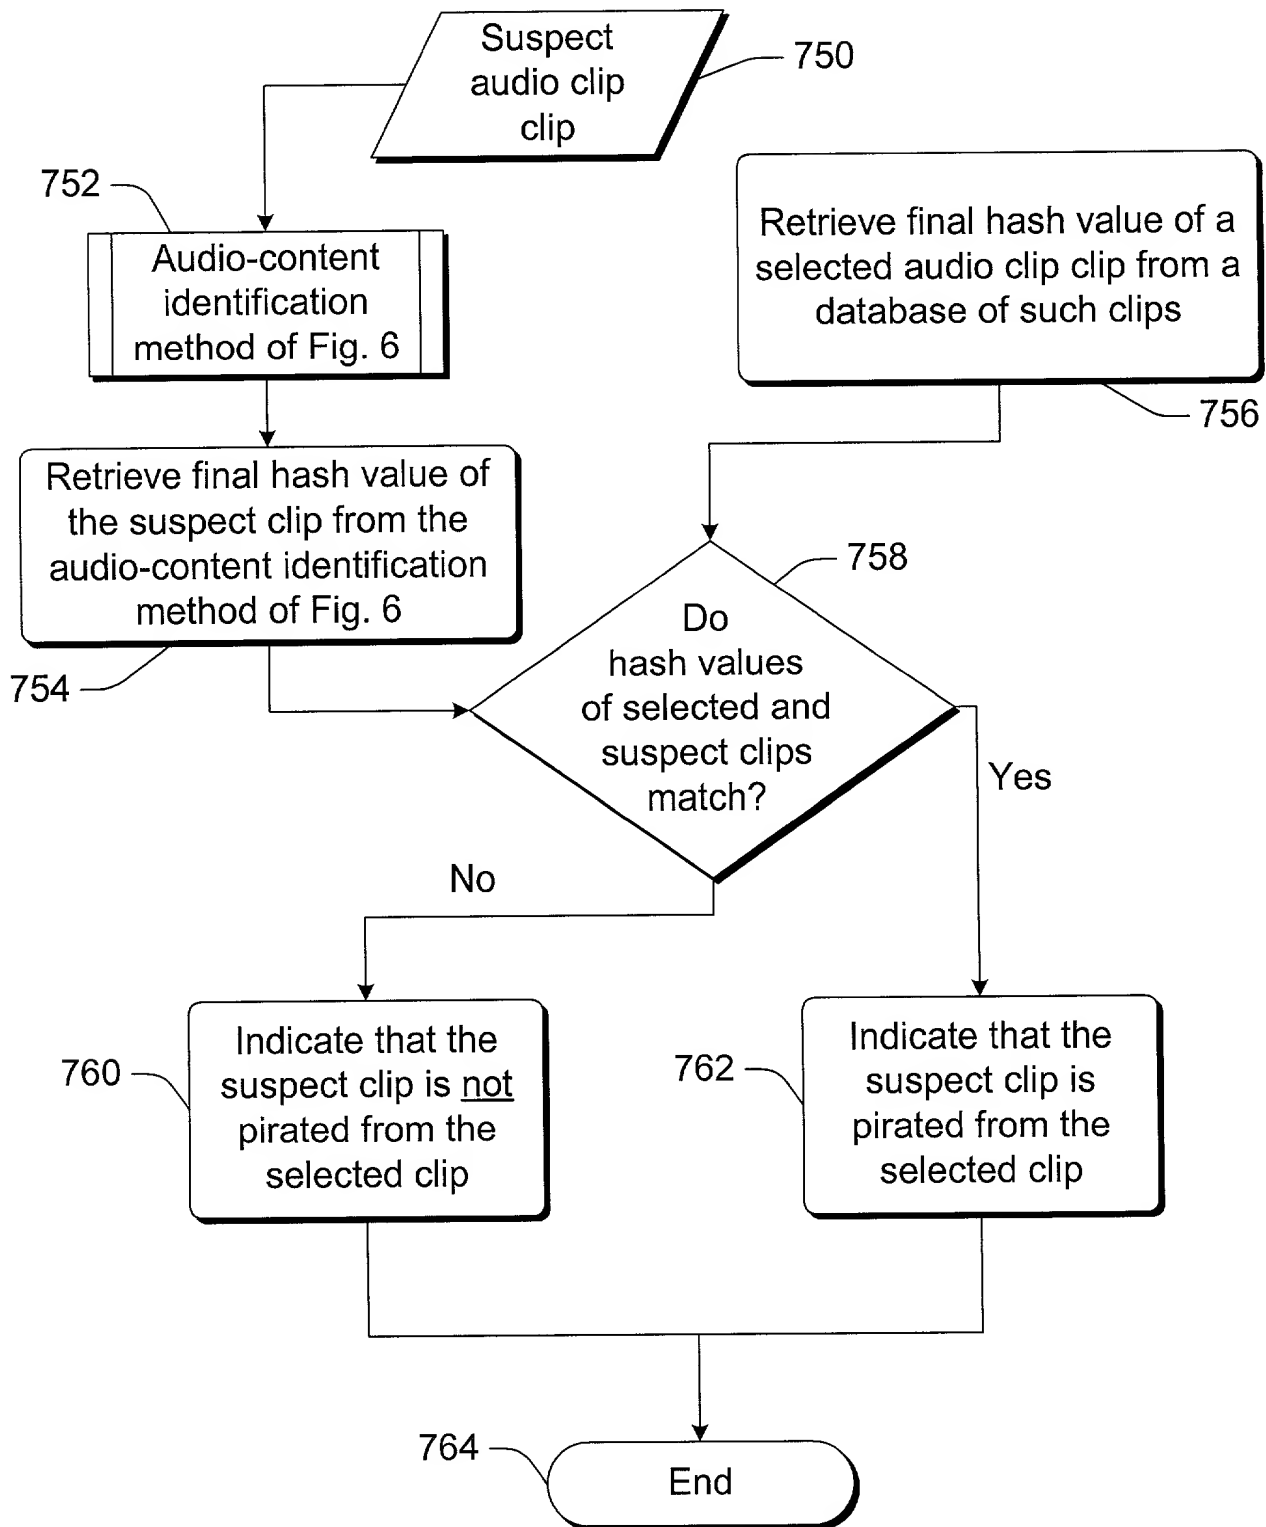 Suspect
audio clip
clip
750
752
Audio-content
identification
method of Fig. 6
Retrieve final hash value of a
selected audio clip clip from a
database of such clips
756
Retrieve final hash value of
the suspect clip from the
audio-content identification
method of Fig. 6
754
758
Do
hash values
of selected and
suspect clips
match?
Yes
No
760
Indicate that the
suspect clip is not
pirated from the
selected clip
762
Indicate that the
suspect clip is
pirated from the
selected clip
764
End